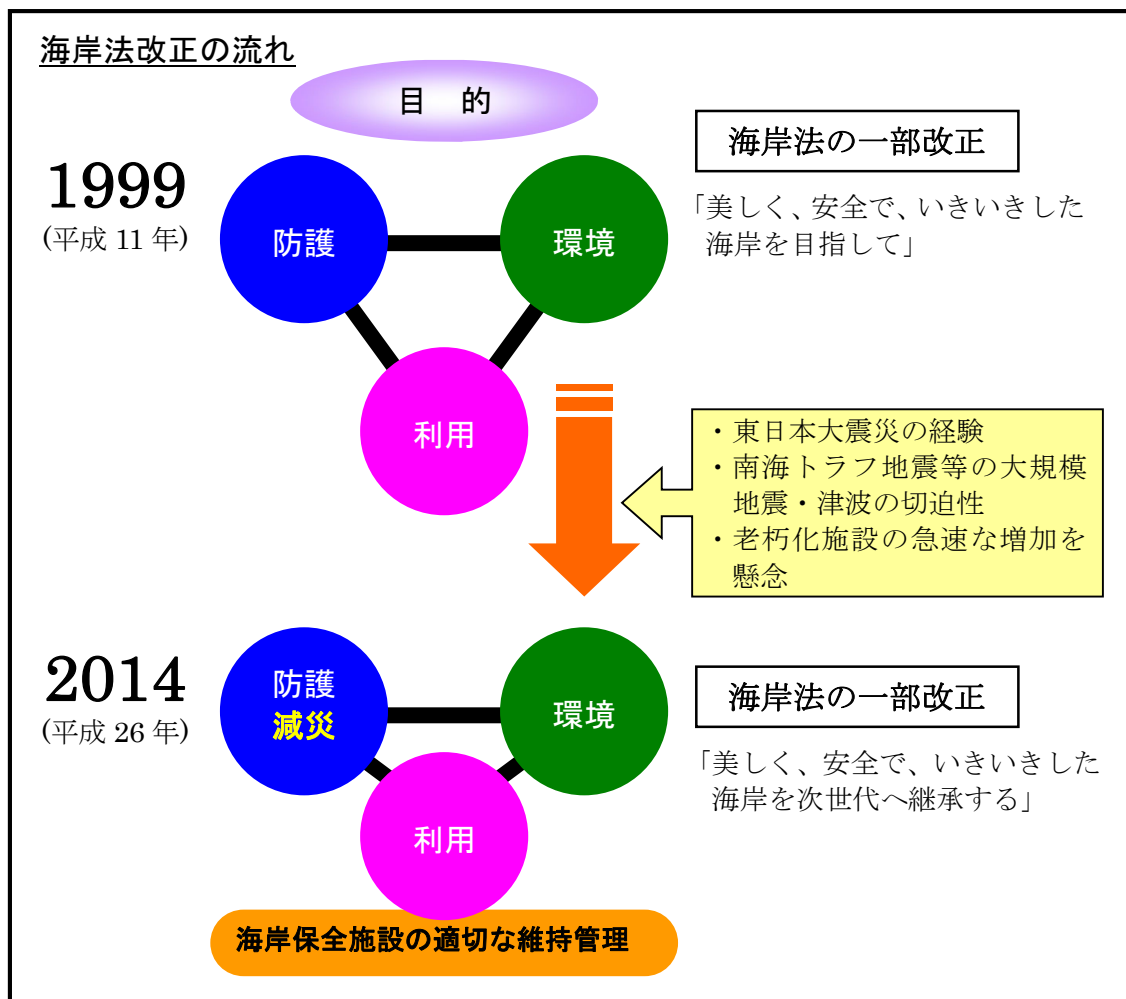 海岸法改正の流れ
目　的
1999
(平成 11 年)
防護
環境
利用
海岸法の一部改正
「美しく、安全で、いきいきした
海岸を目指して」
・東日本大震災の経験
・南海トラフ地震等の大規模
地震・津波の切迫性
・老朽化施設の急速な増加を
懸念
2014
(平成 26 年)
防護
減災
環境
利用
海岸法の一部改正
「美しく、安全で、いきいきした
海岸を次世代へ継承する」
海岸保全施設の適切な維持管理